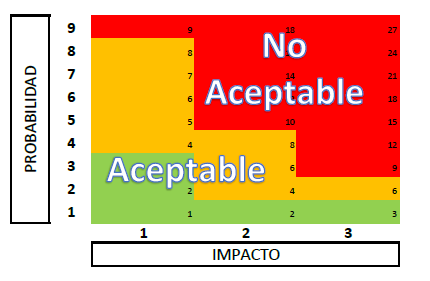 PROBABILIDAD
9 9 18 27
No
8 8 24
7 7 14 21
Aceptable
6 6 18
5 5 10 15
4 4 8 12
Aceptable
3 6 9
2 2 4 6
1 1 2 3
1 2 3
IMPACTO